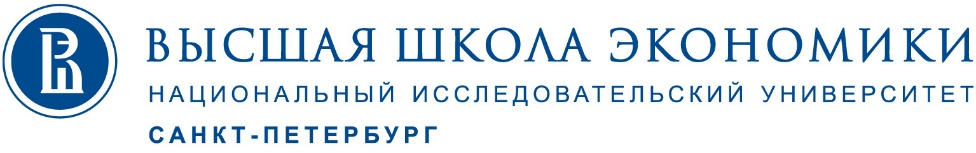 ВЫСШАЯ ШКОЛА ЭКОНОМИКИ
НАЦИОНАЛЬНЫЙ ИССЛЕДОВАТЕЛЬСКИЙ УНИВЕРСИТЕТ
САНКТ-ПЕТЕРБУРГ